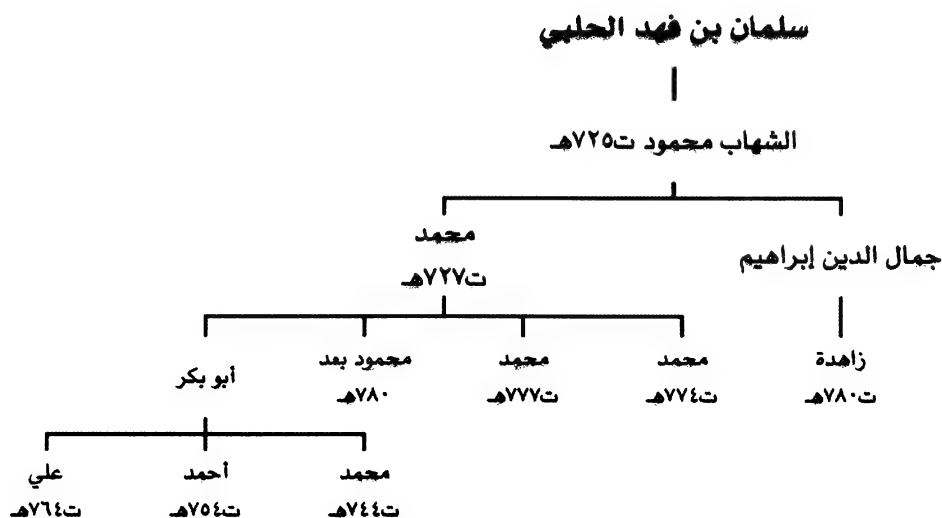 سلمان بن فهد الحلبي
الشهاب محمود ت٧٢٥هـ
جمال الدين إبراهيم
محمد
ت٧٢٧هـ
زاهدة
ت٧٨٠هـ
محمد
ت٧٧٤هـ
محمد
ت٧٧٧هـ
محمود بعد
٧٨٠هـ
أبو بكر
محمد
ت٧٤٤هـ
أحمد
ت٧٥٤هـ
علي
ت٧٦٤هـ